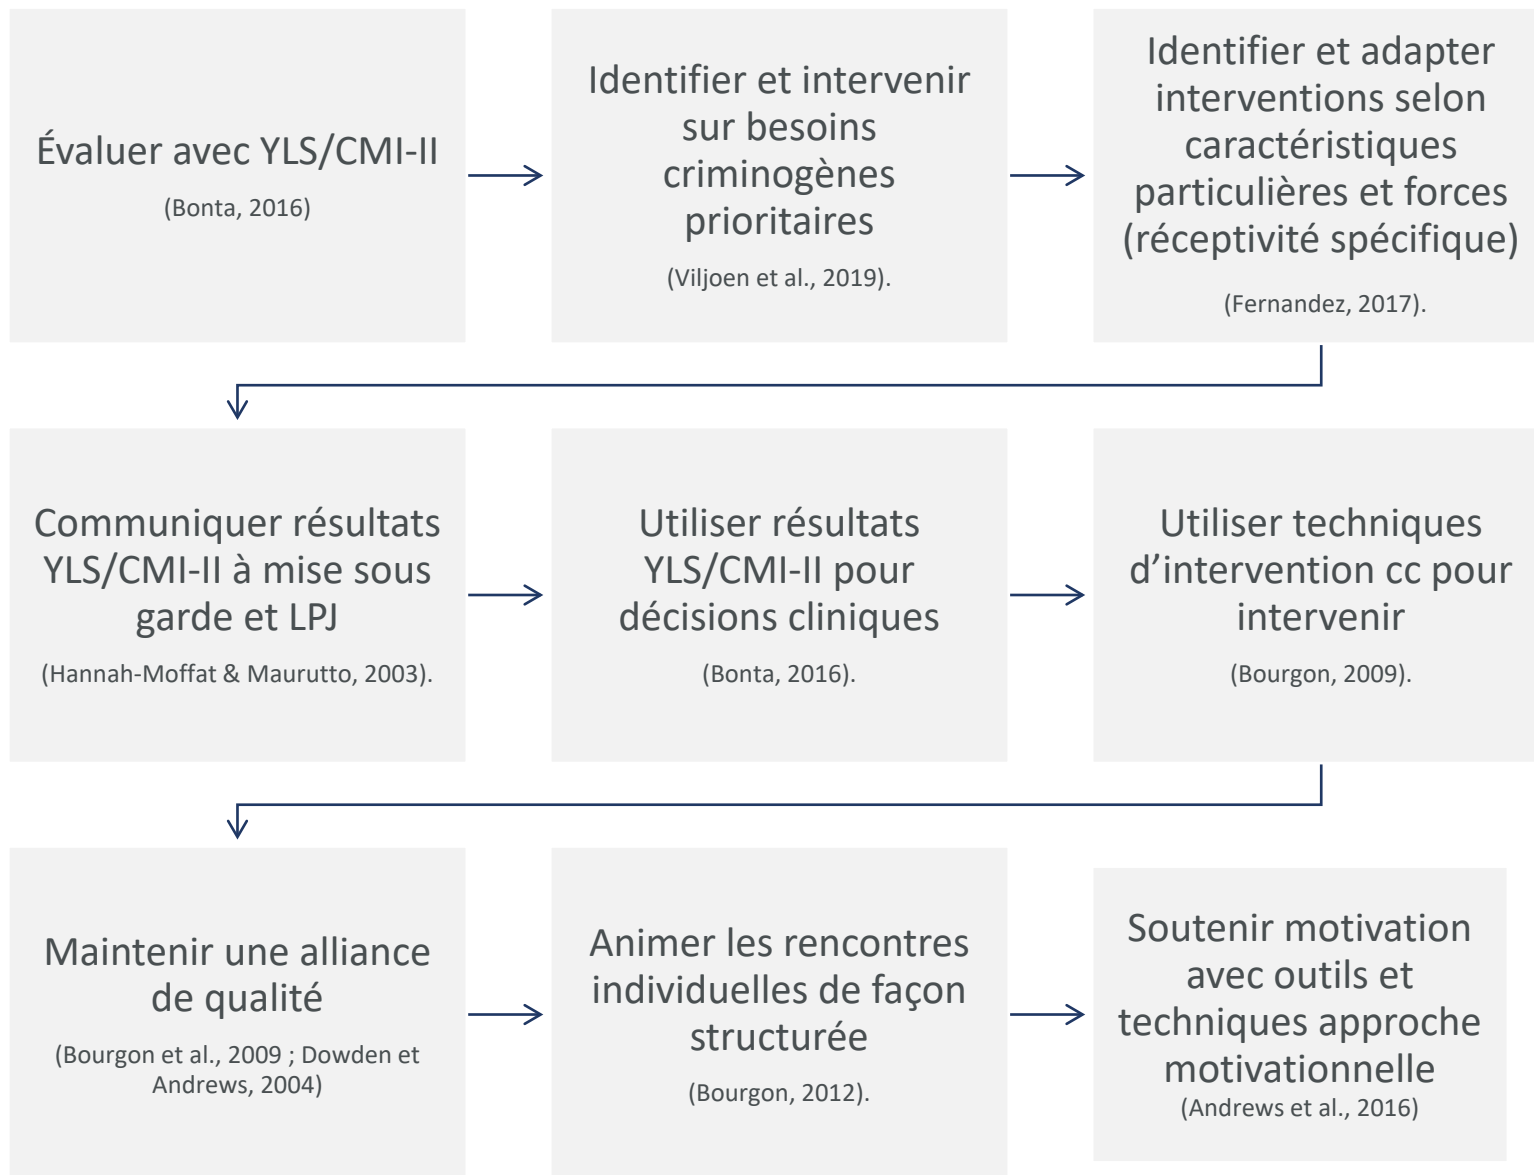 Évaluer avec YLS/CMI-II
(Bonta, 2016)
Identifier et intervenir
sur besoins
criminogènes
prioritaires
(Viljoen et al., 2019).
Identifier et adapter
interventions selon
caractéristiques
particulières et forces
(réceptivité spécifique)
(Fernandez, 2017).
Communiquer résultats
YLS/CMI-II à mise sous
garde et LPJ
(Hannah-Moffat & Maurutto, 2003).
Utiliser résultats
YLS/CMI-II pour
décisions cliniques
(Bonta, 2016).
Utiliser techniques
d’intervention cc pour
intervenir
(Bourgon, 2009).
Maintenir une alliance
de qualité
(Bourgon et al., 2009 ; Dowden et
Andrews, 2004)
Animer les rencontres
individuelles de façon
structurée
(Bourgon, 2012).
Soutenir motivation
avec outils et
techniques approche
motivationnelle
(Andrews et al., 2016)